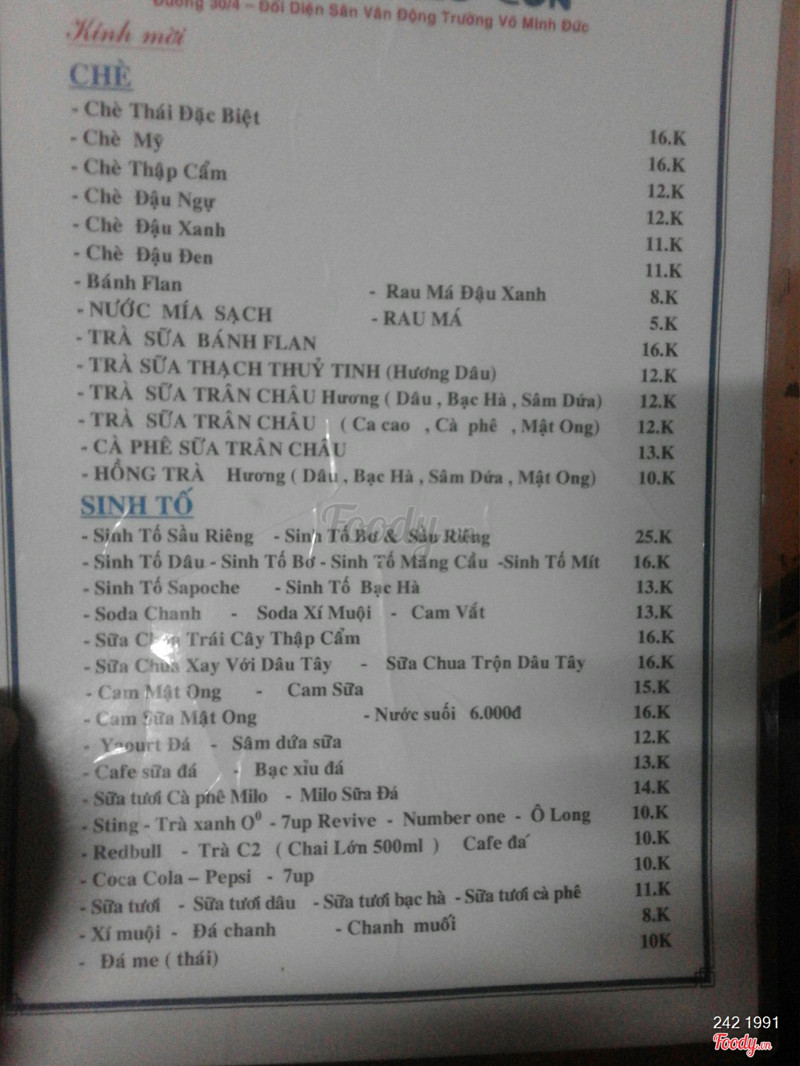 Đường 30/4 – Đối Diện Sân Vân Động Trường Võ Minh Đức
Kính mời
CHÈ
- Chè Thái Đặc Biệt 16.K
- Chè Mỹ 16.K
- Chè Thập Cẩm 12.K
- Chè Đậu Ngự 12.K
- Chè Đậu Xanh 11.K
- Chè Đậu Đen 11.K
- Bánh Flan - Rau Má Đậu Xanh 8.K
- NƯỚC MÍA SẠCH - RAU MÁ 5.K
- TRÀ SỮA BÁNH FLAN 16.K
- TRÀ SỮA THẠCH THUỶ TINH (Hương Dâu) 12.K
- TRÀ SỮA TRÂN CHÂU Hương ( Dâu , Bạc Hà , Sâm Dứa) 12.K
- TRÀ SỮA TRÂN CHÂU ( Ca cao , Cà phê , Mật Ong) 12.K
- CÀ PHÊ SỮA TRÂN CHÂU 13.K
- HỒNG TRÀ Hương ( Dâu , Bạc Hà , Sâm Dứa , Mật Ong) 10.K
SINH TỐ
- Sinh Tố Sầu Riêng - Sinh Tố Bơ & Sầu Riêng 25.K
- Sinh Tố Dâu - Sinh Tố Bơ - Sinh Tố Mãng Cầu -Sinh Tố Mít 16.K
- Sinh Tố Sapoche - Sinh Tố Bạc Hà 13.K
- Soda Chanh - Soda Xí Muội - Cam Vắt 13.K
- Sữa Chua Trái Cây Thập Cẩm 16.K
- Sữa Chua Xay Với Dâu Tây - Sữa Chua Trộn Dâu Tây 16.K
- Cam Mật Ong - Cam Sữa 15.K
- Cam Sữa Mật Ong - Nước suối 6.000đ 16.K
- Yaourt Đá - Sâm dứa sữa 12.K
- Cafe sữa đá - Bạc xỉu đá 13.K
- Sữa tươi Cà phê Milo - Milo Sữa Đá 14.K
- Sting - Trà xanh O⁰ - 7up Revive - Number one - Ô Long 10.K
- Redbull - Trà C2 ( Chai Lớn 500ml ) Cafe đá 10.K
- Coca Cola – Pepsi - 7up 10.K
- Sữa tươi - Sữa tươi dâu - Sữa tươi bạc hà - Sữa tươi cà phê 11.K
- Xí muội - Đá chanh - Chanh muối 8.K
- Đá me ( thái) 10K
Foody.vn
242 1991
Foody.vn